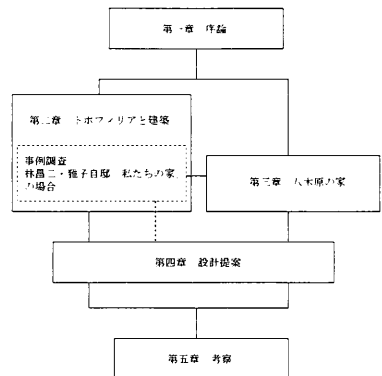 第一章 序論
第二章 トポフィリアと建築
事例調査
林昌二・雅子自邸 「私たちの家」
の場合
第三章 八木原の家
第四章 設計提案
第五章 考察